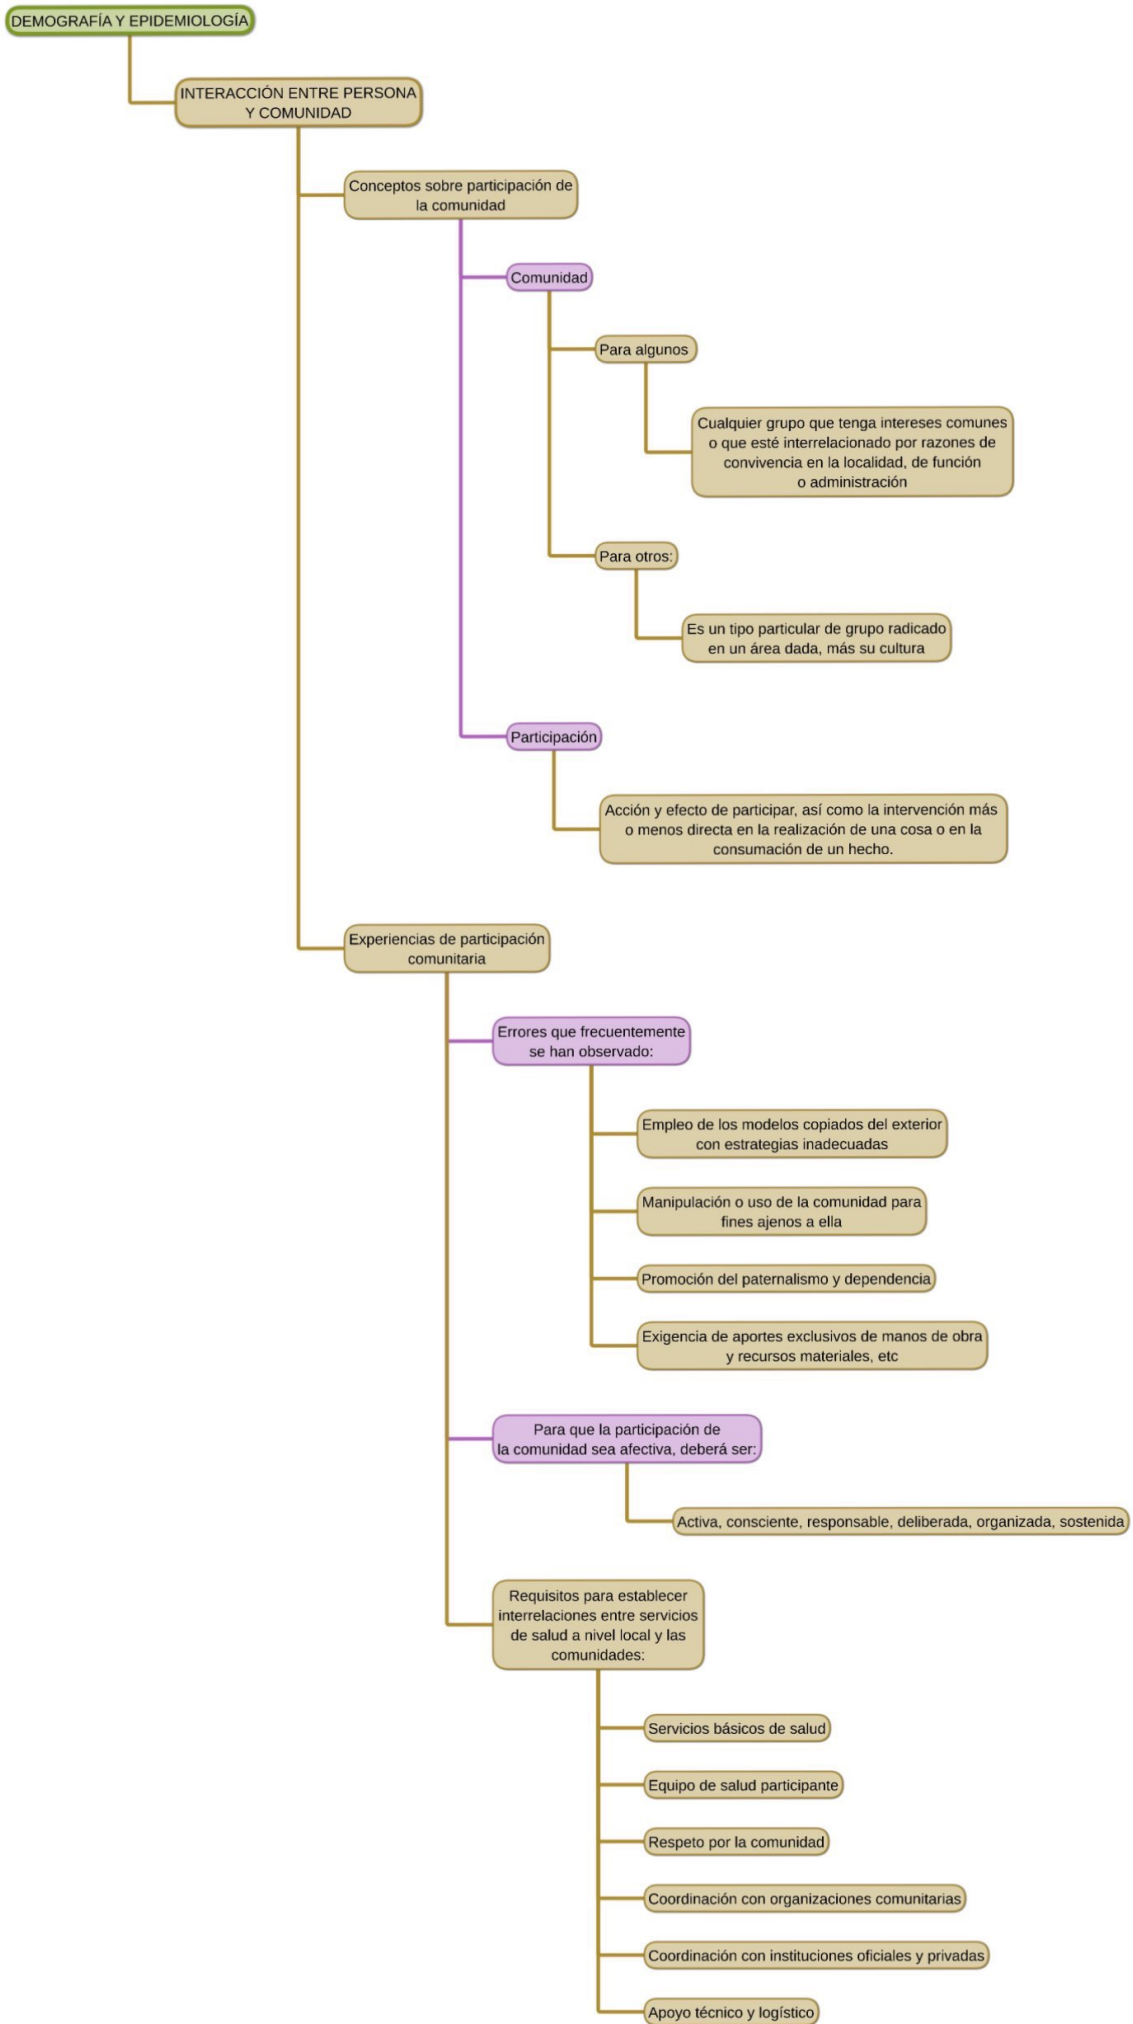 DEMOGRAFÍA Y EPIDEMIOLOGÍA
INTERACCIÓN ENTRE PERSONA
Y COMUNIDAD
Conceptos sobre participación de
la comunidad
Comunidad
Para algunos
Cualquier grupo que tenga intereses comunes
o que esté interrelacionado por razones de
convivencia en la localidad, de función
o administración
Para otros:
Es un tipo particular de grupo radicado
en un área dada, más su cultura
Participación
Acción y efecto de participar, así como la intervención más
o menos directa en la realización de una cosa o en la
consumación de un hecho.
Experiencias de participación
comunitaria
Errores que frecuentemente
se han observado:
Empleo de los modelos copiados del exterior
con estrategias inadecuadas
Manipulación o uso de la comunidad para
fines ajenos a ella
Promoción del paternalismo y dependencia
Exigencia de aportes exclusivos de manos de obra
y recursos materiales, etc
Para que la participación de
la comunidad sea afectiva, deberá ser:
Activa, consciente, responsable, deliberada, organizada, sostenida
Requisitos para establecer
interrelaciones entre servicios
de salud a nivel local y las
comunidades:
Servicios básicos de salud
Equipo de salud participante
Respeto por la comunidad
Coordinación con organizaciones comunitarias
Coordinación con instituciones oficiales y privadas
Apoyo técnico y logístico